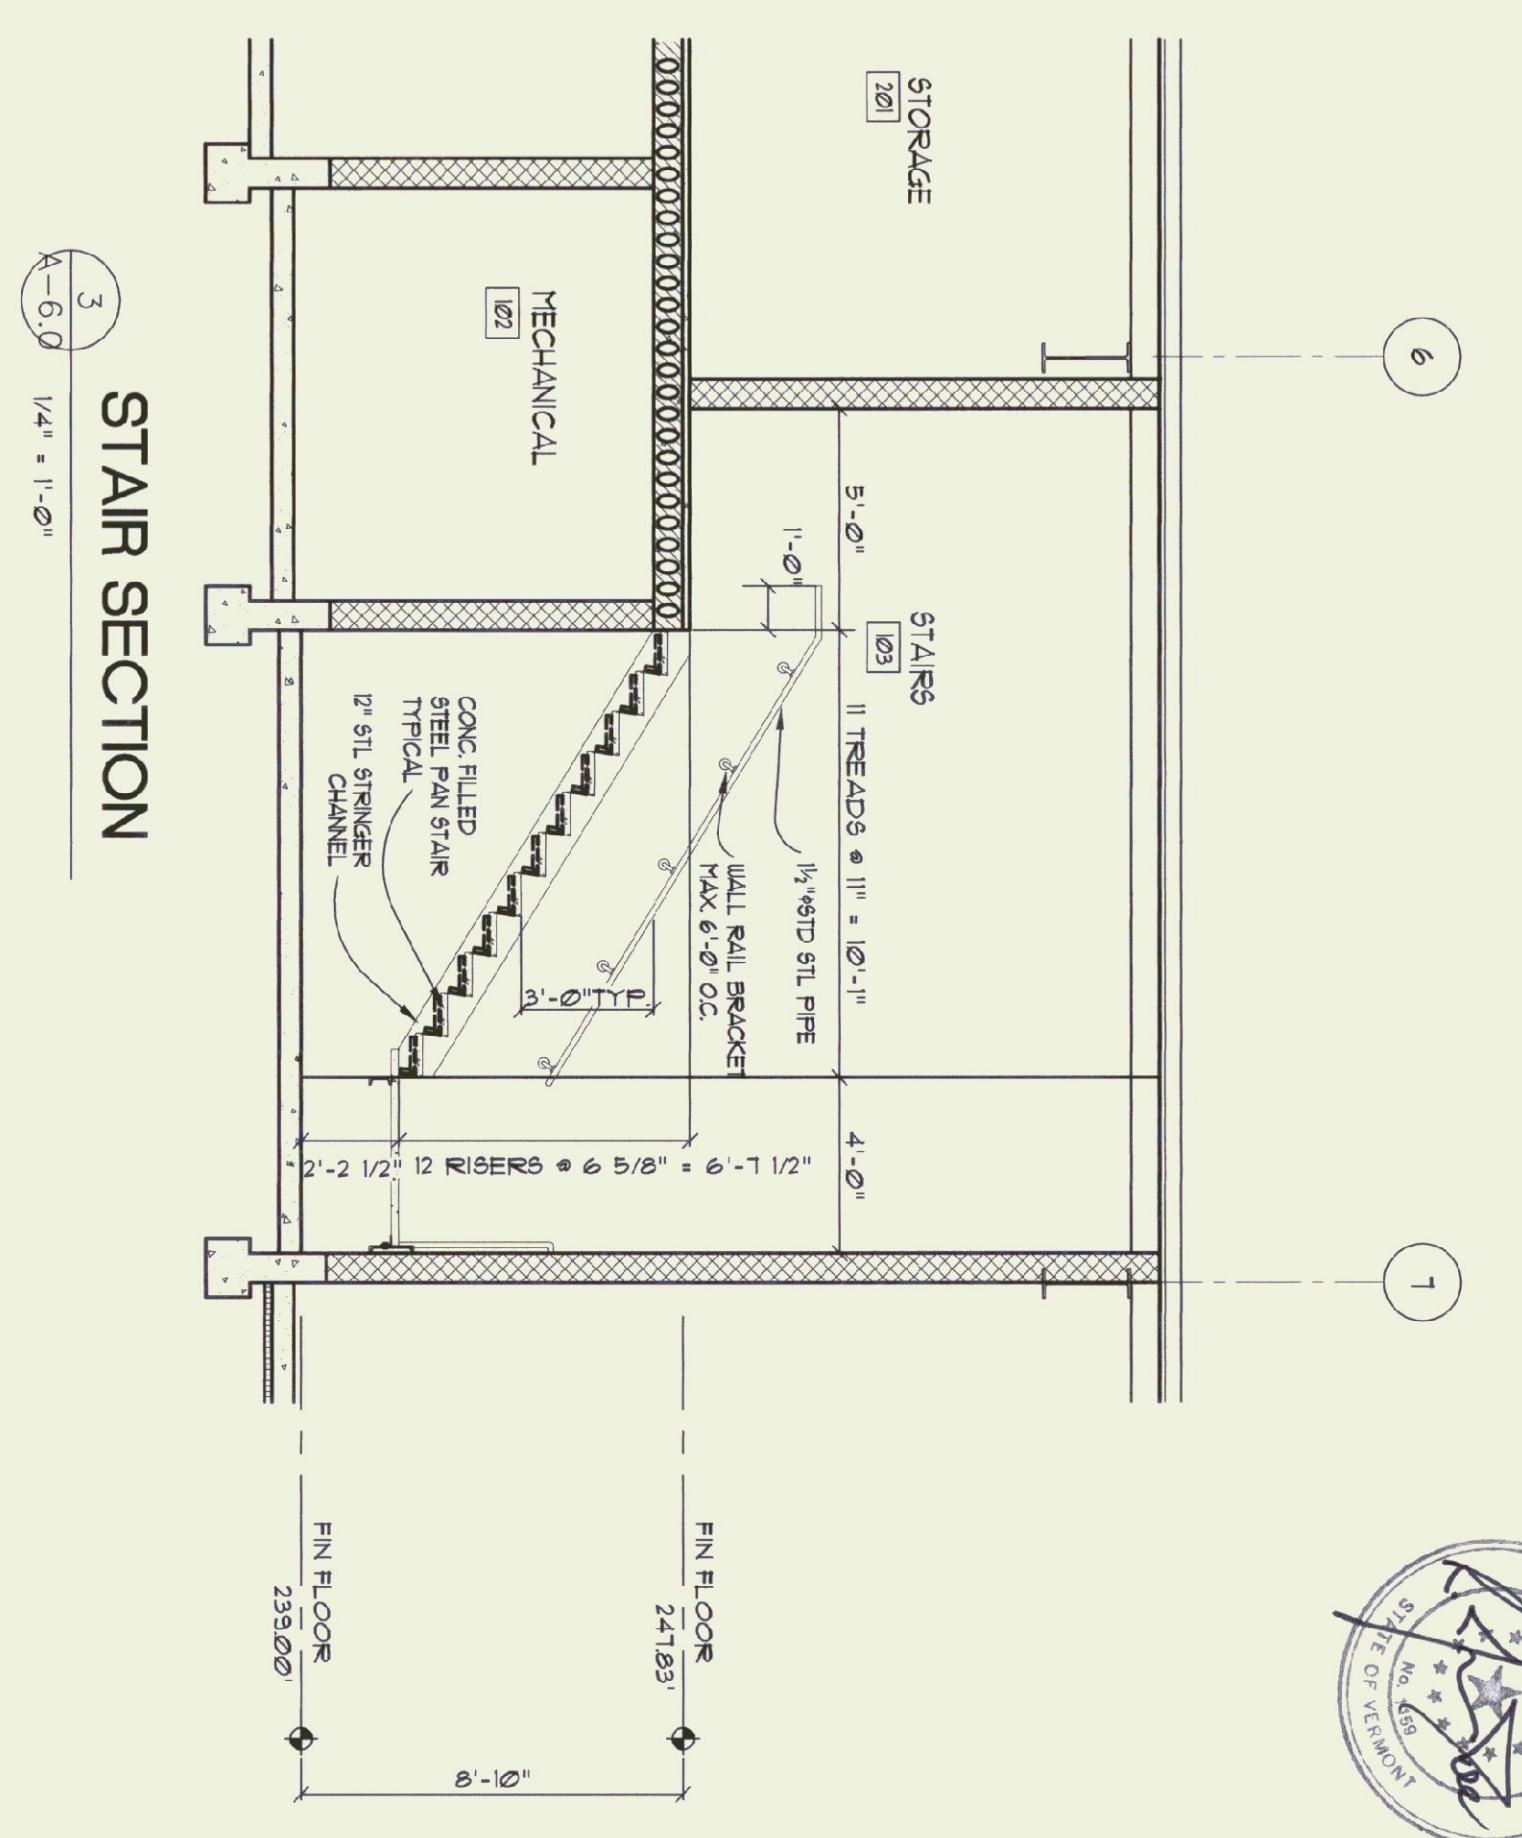 6
7
STORAGE
201
5'-0"
1'-0"
STAIRS
103
11 TREADS @ 11" = 10'-1"
4'-0"
1½"ø STD STL PIPE
WALL RAIL BRACKET
MAX. 6'-0" O.C.
3'-0" TYP.
MECHANICAL
102
CONC. FILLED
STEEL PAN STAIR
TYPICAL
12" STL STRINGER
CHANNEL
12 RISERS @ 6 5/8" = 6'-7 1/2"
2'-2 1/2"
FIN FLOOR
247.83'
8'-10"
FIN FLOOR
239.00'
3
A-6.0
STAIR SECTION
1/4" = 1'-0"
STATE OF VERMONT